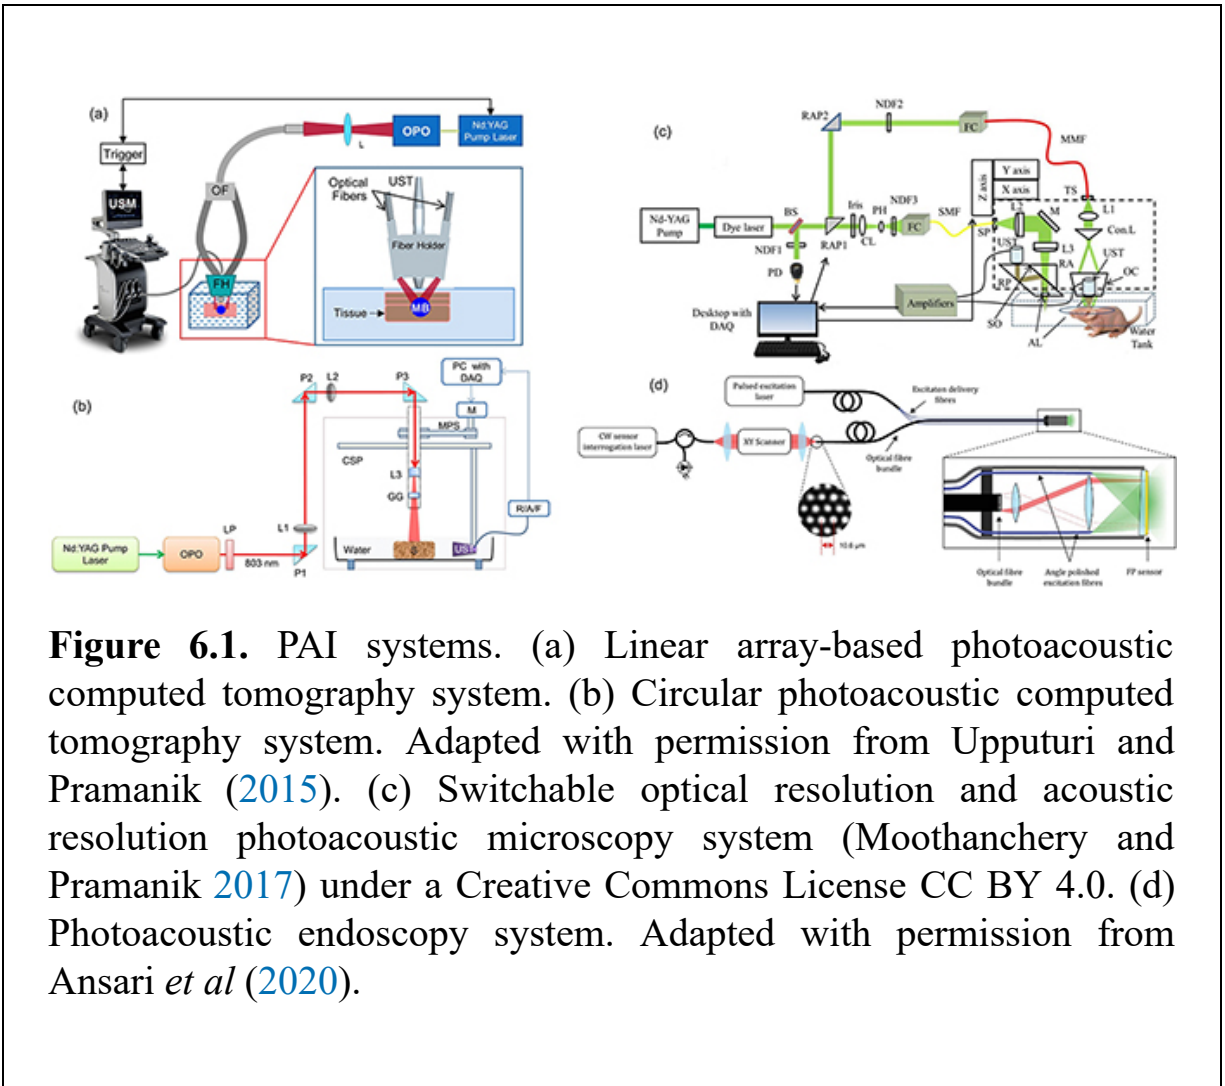 (a)
Trigger
USM
OF
FH
L
OPO
Nd:YAG
Pump Laser
Optical
Fibers
UST
Fiber Holder
Tissue
MB
(b)
Nd:YAG Pump
Laser
OPO
LP
803 nm
P1
L1
P2
L2
P3
PC with
DAQ
M
MPS
CSP
L3
GG
R/A/F
Water
UST
(c)
Nd-YAG
Pump
Dye laser
BS
NDF1
PD
RAP1
RAP2
NDF2
FC
MMF
Iris
CL
PH
NDF3
FC
SMF
Z axis
Y axis
X axis
TS
L1
L2
M
SP
Con.L
UST
L3
RA
UST
RP
OC
Amplifiers
Desktop with
DAQ
SO
AL
Water
Tank
(d)
Pulsed excitation
laser
Excitaton delivery
fibres
CW sensor
interrogation laser
XY Scanner
Optical fibre
bundle
10.6 μm
Optical fibre
bundle
Angle polished
excitation fibres
FP sensor
Figure 6.1. PAI systems. (a) Linear array-based photoacoustic
computed tomography system. (b) Circular photoacoustic computed
tomography system. Adapted with permission from Upputuri and
Pramanik (2015). (c) Switchable optical resolution and acoustic
resolution photoacoustic microscopy system (Moothanchery and
Pramanik 2017) under a Creative Commons License CC BY 4.0. (d)
Photoacoustic endoscopy system. Adapted with permission from
Ansari et al (2020).